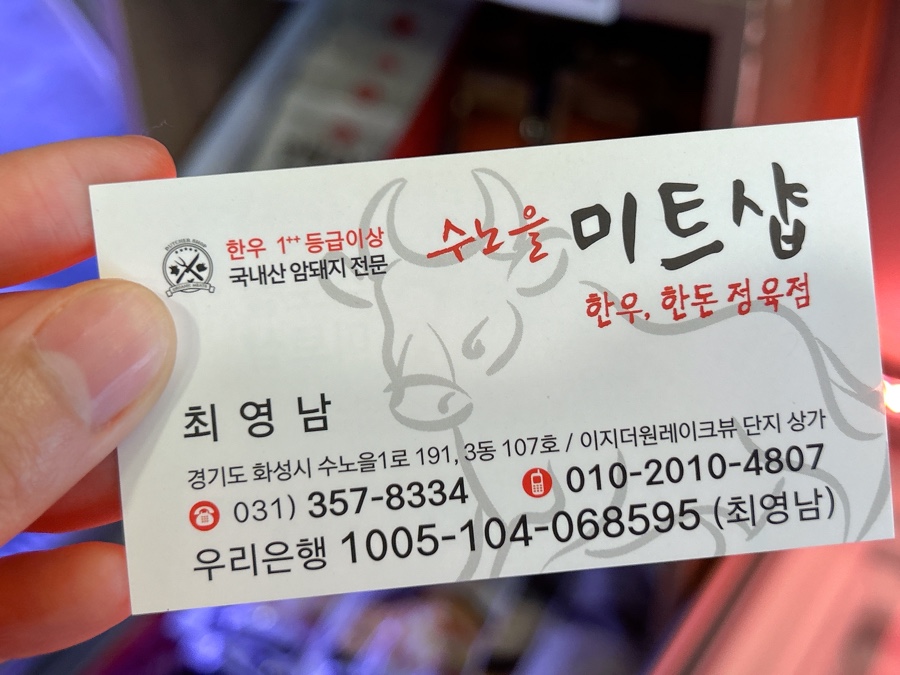 한우 1++등급이상
국내산 암돼지 전문
수노을 미트샵
한우, 한돈 정육점
최영남
경기도 화성시 수노을1로 191, 3동 107호 / 이지더원레이크뷰 단지 상가
031) 357-8334
010-2010-4807
우리은행 1005-104-068595 (최영남)